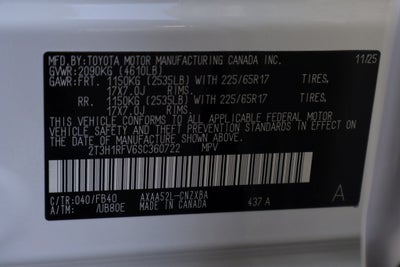 MFD.BY: TOYOTA MOTOR MANUFACTURING CANADA INC. 11/25
GVWR: 2090KG (4610LB)
GAWR: FRT. 1150KG (2535LB) WITH 225/65R17 TIRES,
17X7.0J RIMS,
RR. 1150KG (2535LB) WITH 225/65R17 TIRES,
17X7.0J RIMS,
THIS VEHICLE CONFORMS TO ALL APPLICABLE FEDERAL MOTOR
VEHICLE SAFETY AND THEFT PREVENTION STANDARDS IN EFFECT ON
THE DATE OF MANUFACTURE SHOWN ABOVE.
2T3H1RFV6SC360722 MPV
C/TR: 040/FB40 AXAA52L-CNZXBA
A/TM: /UB80E MADE IN CANADA 437 A A